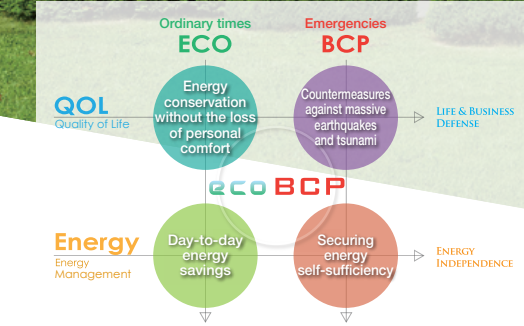 Ordinary times
ECO
Emergencies
BCP
QOL
Quality of Life
Energy
conservation
without the loss
of personal
comfort
Countermeasures
against massive
earthquakes
and tsunami
LIFE & BUSINESS
DEFENSE
eco BCP
Energy
Energy
Management
Day-to-day
energy
savings
Securing
energy
self-sufficiency
ENERGY
INDEPENDENCE